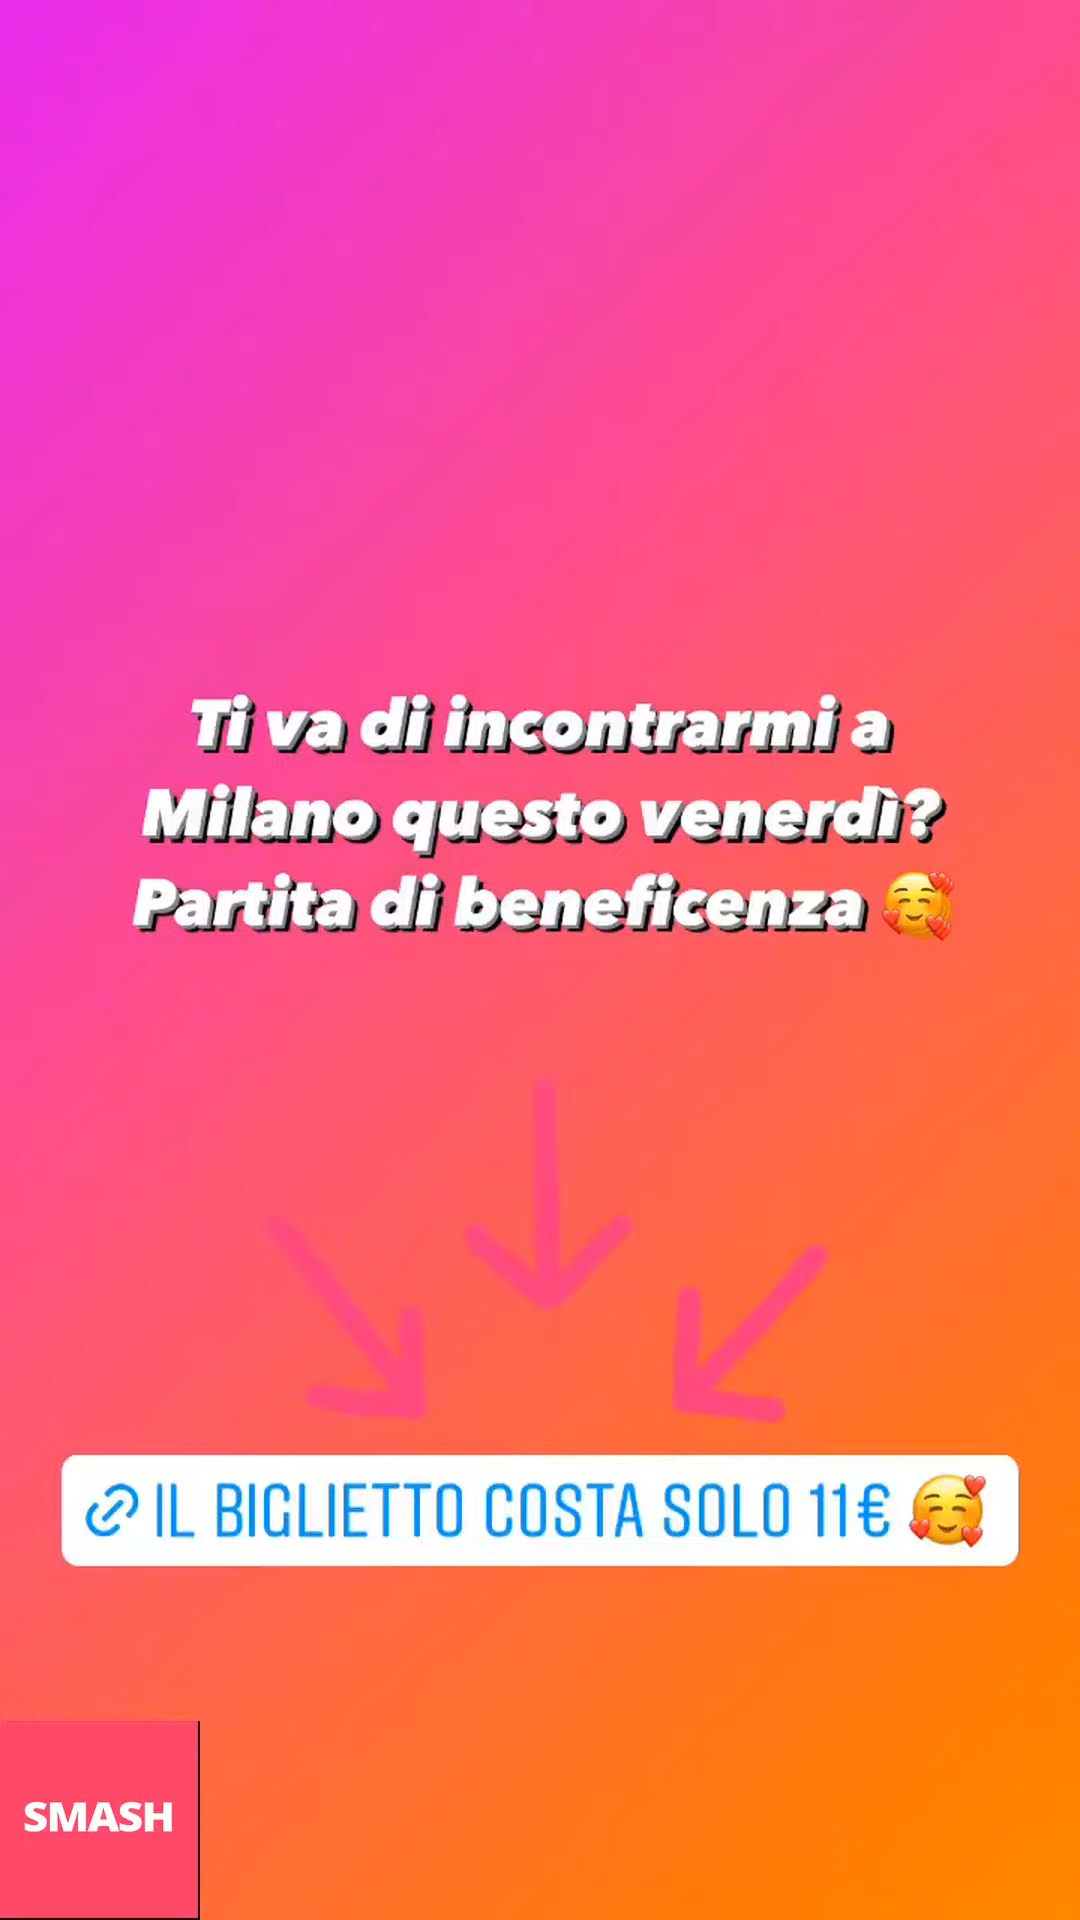 Ti va di incontrarmi a
Milano questo venerdì?
Partita di beneficenza 🥰
IL BIGLIETTO COSTA SOLO 11€ 🥰
SMASH